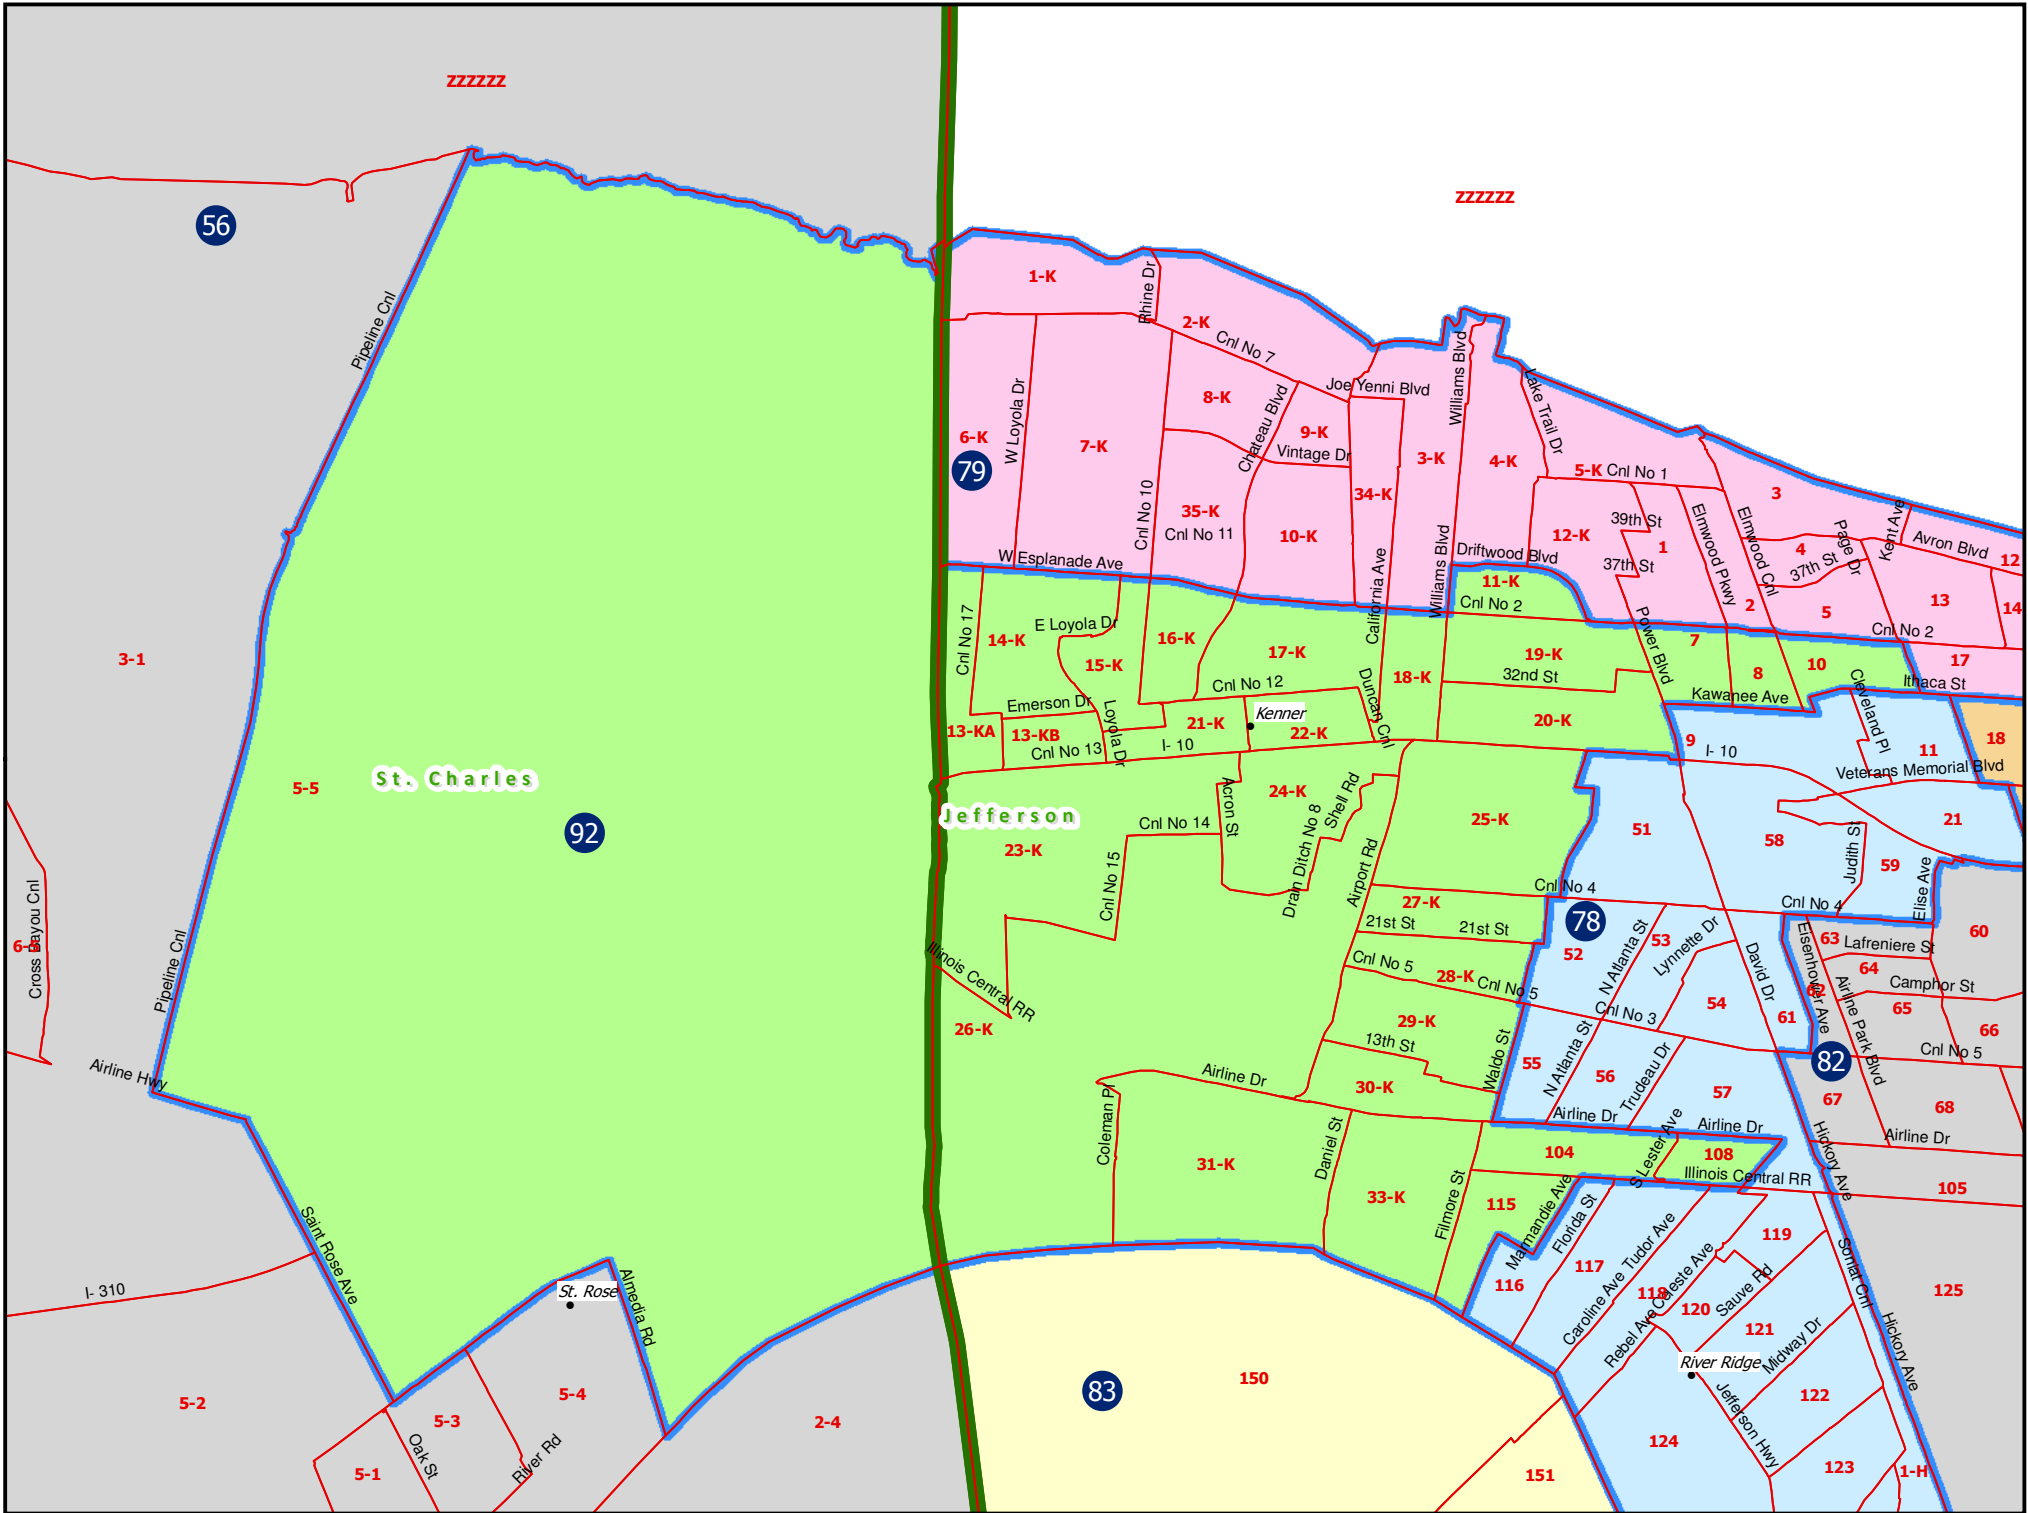 zzzzzz
56
zzzzzz
Pipeline Cnl
1-K
Rhine Dr
2-K
Cnl No 7
Joe Yenni Blvd
Williams Blvd
Lake Trail Dr
W Loyola Dr
8-K
Chateau Blvd
9-K
6-K
7-K
Vintage Dr
3-K
4-K
5-K
Cnl No 1
79
34-K
3
Cnl No 10
35-K
Cnl No 11
10-K
39th St
12-K
1
Elmwood Pkwy
Elmwood Cnl
Page Dr
Kent Ave
Avron Blvd
4
37th St
12
W Esplanade Ave
California Ave
Williams Blvd
Driftwood Blvd
37th St
11-K
Cnl No 2
2
5
13
14
Cnl No 17
14-K
E Loyola Dr
16-K
15-K
17-K
Power Blvd
7
Cnl No 2
3-1
19-K
10
17
Duncan Cnl
18-K
32nd St
8
Cleveland Pl
Ithaca St
Cnl No 12
Kawanee Ave
Emerson Dr
Loyola Dr
Kenner
20-K
13-KA
13-KB
21-K
22-K
9
18
Cnl No 13
I- 10
I- 10
11
Veterans Memorial Blvd
5-5
St. Charles
Jefferson
Acron St
24-K
Shell Rd
25-K
92
Cnl No 14
Drain Ditch No 8
51
58
21
23-K
Judith St
59
Cnl No 15
Airport Rd
Elise Ave
Cnl No 4
27-K
Cnl No 4
Cross Bayou Cnl
21st St
21st St
78
N Atlanta St
53
Lynnette Dr
63
Lafreniere St
60
Illinois Central RR
52
David Dr
Eisenhower Ave
64
Cnl No 5
28-K
Cnl No 5
Camphor St
Pipeline Cnl
62
Airline Park Blvd
65
54
61
26-K
29-K
Cnl No 3
66
13th St
Waldo St
Cnl No 5
55
N Atlanta St
56
Trudeau Dr
82
Airline Hwy
Airline Dr
30-K
57
67
68
Coleman Pl
Airline Dr
S Lester Ave
Airline Dr
Hickory Ave
Airline Dr
Daniel St
31-K
104
108
Illinois Central RR
33-K
Filmore St
115
Marmandie Ave
105
Saint Rose Ave
Florida St
Tudor Ave
119
117
Celeste Ave
Soniat Cnl
I- 310
St. Rose
Almedia Rd
116
118
Sauve Rd
125
Caroline Ave
120
Rebel Ave
121
Midway Dr
Hickory Ave
River Ridge
83
150
5-2
5-4
5-3
2-4
Jefferson Hwy
122
Oak St
River Rd
124
5-1
151
123
1-H